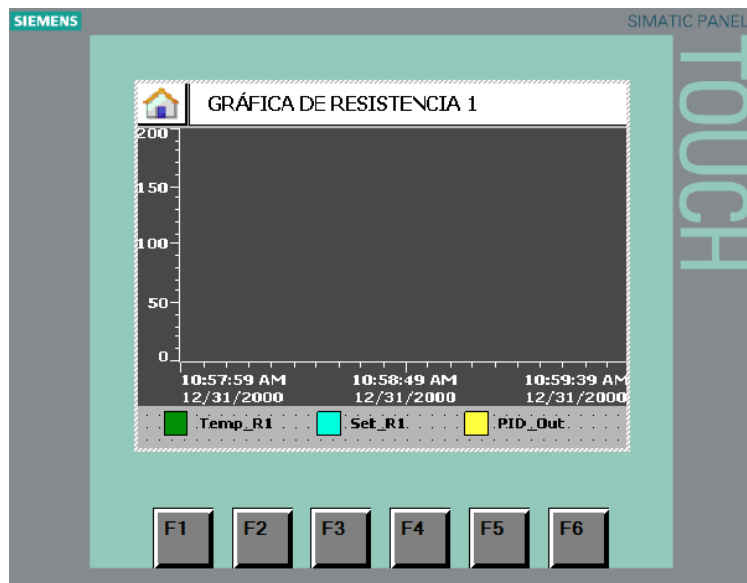 SIEMENS
SIMATIC PANEL
TOUCH
GRÁFICA DE RESISTENCIA 1
200
150
100
50
0
10:57:59 AM 10:58:49 AM 10:59:39 AM
12/31/2000 12/31/2000 12/31/2000
Temp_R1 Set_R1 PID_Out
F1 F2 F3 F4 F5 F6